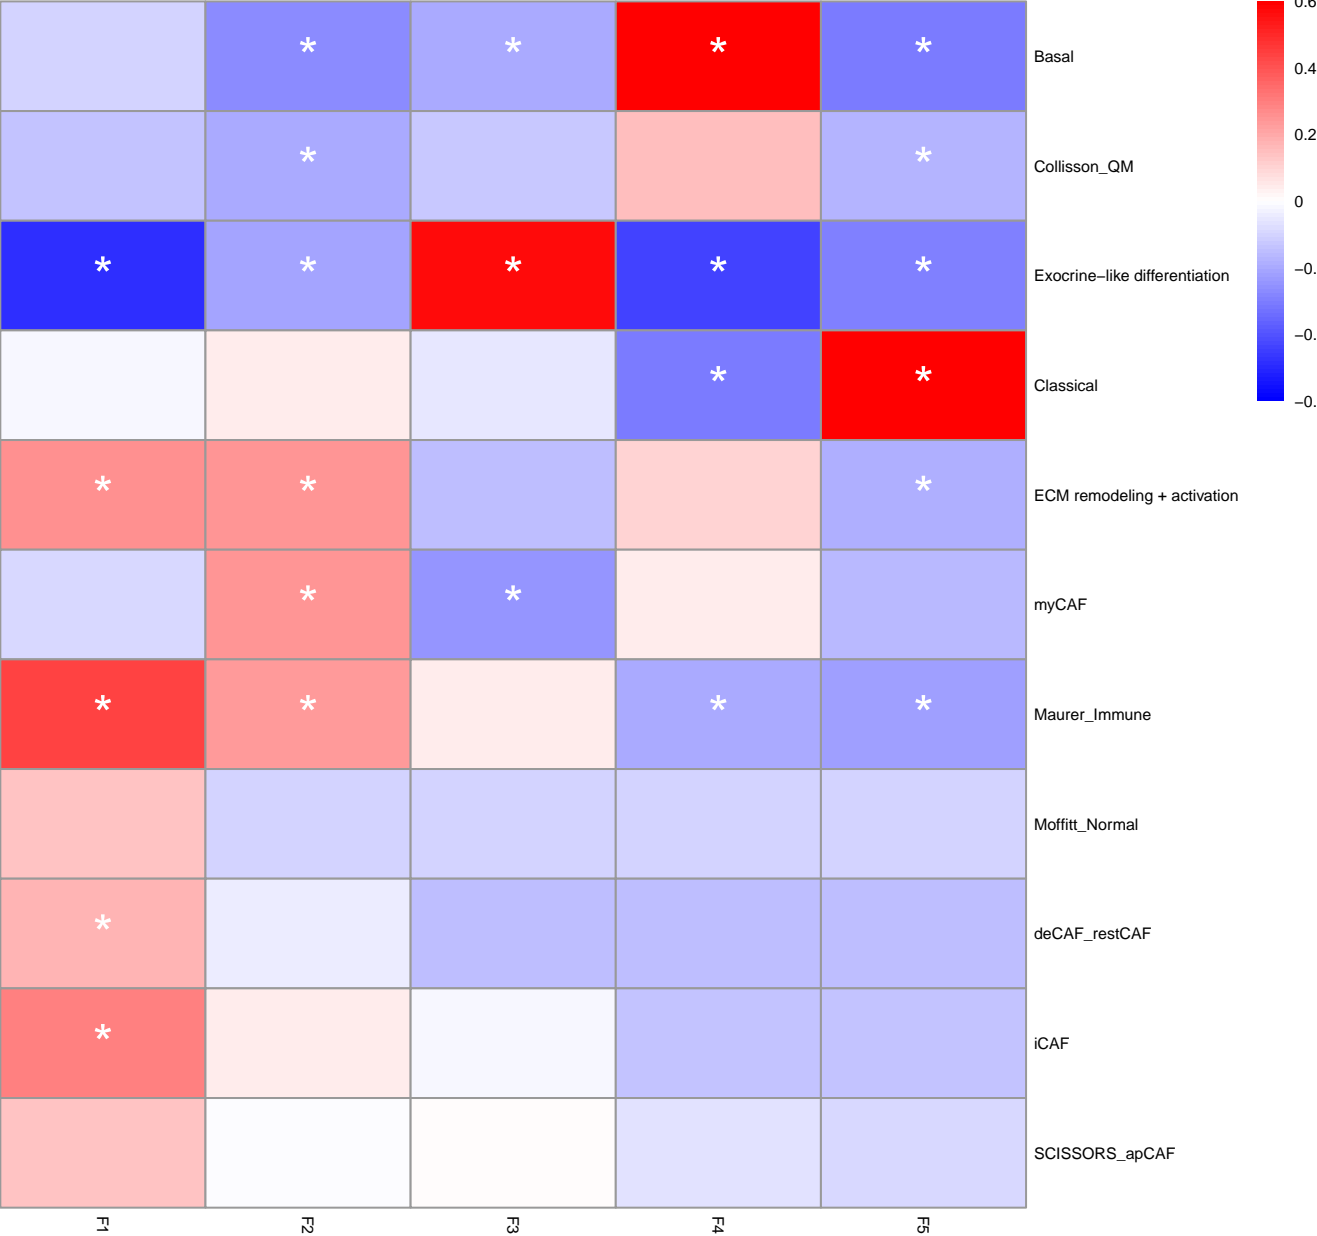 * * * * Basal
* * Collisson_QM
* * * * * Exocrine−like differentiation
* * Classical
* * * ECM remodeling + activation
* * myCAF
* * * * Maurer_Immune
Moffitt_Normal
* deCAF_restCAF
* iCAF
SCISSORS_apCAF
F1 F2 F3 F4 F5
0.6
0.4
0.2
0
−0.
−0.
−0.